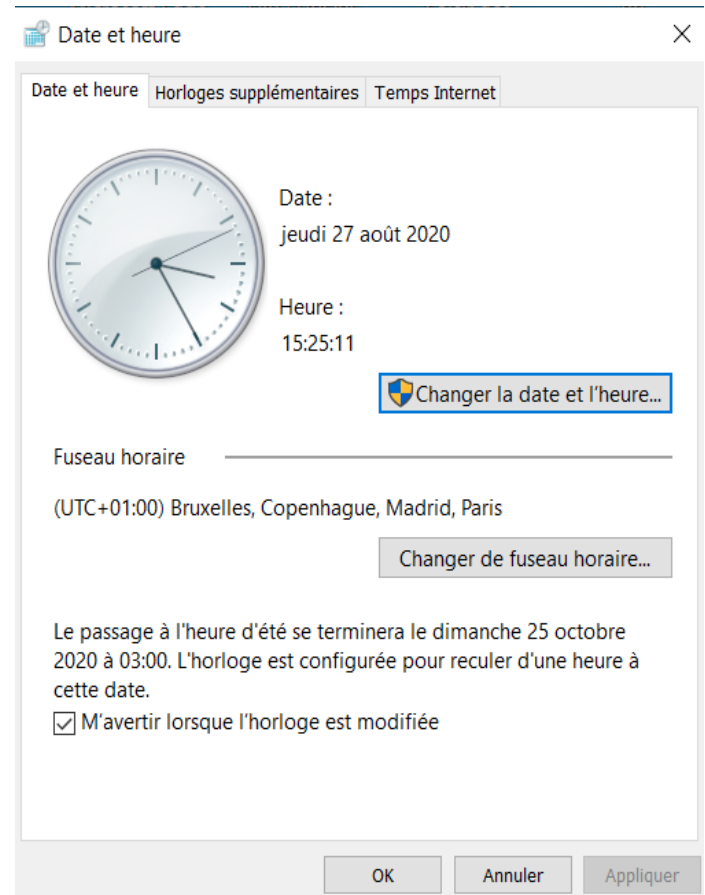 Date et heure
Date et heure
Horloges supplémentaires
Temps Internet
Date :
jeudi 27 août 2020
Heure :
15:25:11
Changer la date et l'heure...
Fuseau horaire
(UTC+01:00) Bruxelles, Copenhague, Madrid, Paris
Changer de fuseau horaire...
Le passage à l'heure d'été se terminera le dimanche 25 octobre
2020 à 03:00. L'horloge est configurée pour reculer d'une heure à
cette date.
M'avertir lorsque l'horloge est modifiée
OK
Annuler
Appliquer